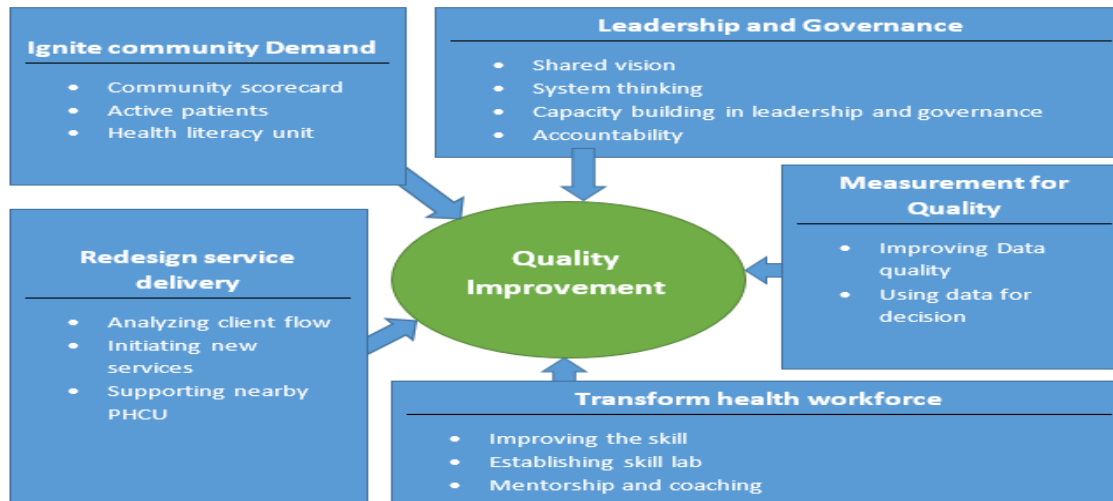 Ignite community Demand
• Community scorecard
• Active patients
• Health literacy unit
Leadership and Governance
• Shared vision
• System thinking
• Capacity building in leadership and governance
• Accountability
Measurement for
Quality
• Improving Data
quality
• Using data for
decision
Quality
Improvement
Redesign service
delivery
• Analyzing client flow
• Initiating new
services
• Supporting nearby
PHCU
Transform health workforce
• Improving the skill
• Establishing skill lab
• Mentorship and coaching